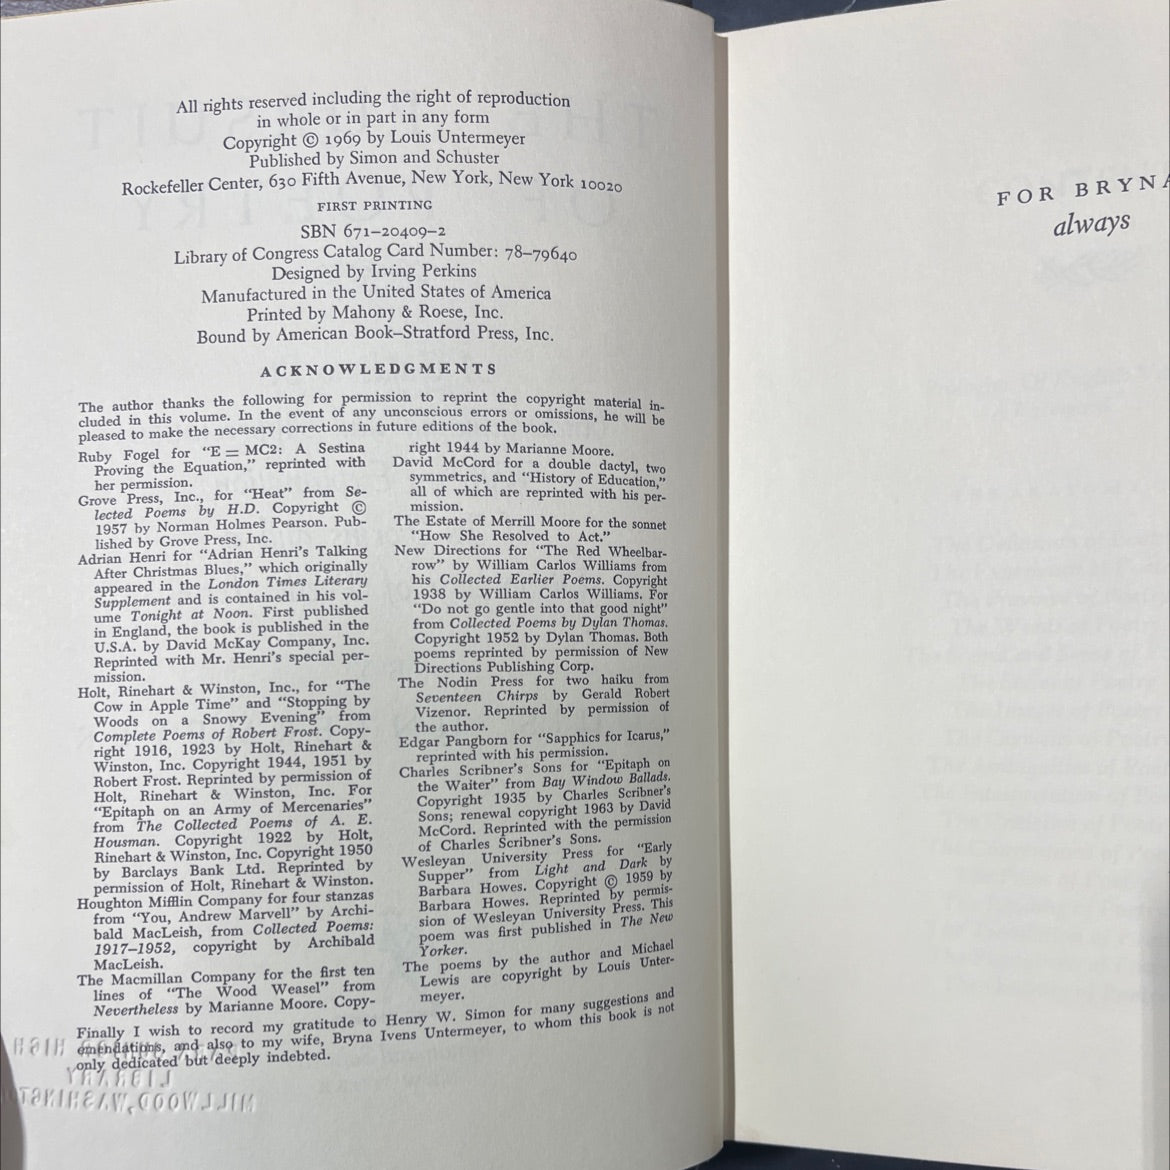 All rights reserved including the right of reproduction
in whole or in part in any form
Copyright © 1969 by Louis Untermeyer
Published by Simon and Schuster
Rockefeller Center, 630 Fifth Avenue, New York, New York 10020
FIRST PRINTING
SBN 671–20409–2
Library of Congress Catalog Card Number: 78–79640
Designed by Irving Perkins
Manufactured in the United States of America
Printed by Mahony & Roese, Inc.
Bound by American Book–Stratford Press, Inc.
ACKNOWLEDGMENTS
The author thanks the following for permission to reprint the copyright material in-
cluded in this volume. In the event of any unconscious errors or omissions, he will be
pleased to make the necessary corrections in future editions of the book.
Ruby Fogel for "E = MC2: A Sestina
Proving the Equation," reprinted with
her permission.
Grove Press, Inc., for "Heat" from Se-
lected Poems by H.D. Copyright ©
1957 by Norman Holmes Pearson. Pub-
lished by Grove Press, Inc.
Adrian Henri for "Adrian Henri's Talking
After Christmas Blues," which originally
appeared in the London Times Literary
Supplement and is contained in his vol-
ume Tonight at Noon. First published
in England, the book is published in the
U.S.A. by David McKay Company, Inc.
Reprinted with Mr. Henri's special per-
mission.
Holt, Rinehart & Winston, Inc., for "The
Cow in Apple Time" and "Stopping by
Woods on a Snowy Evening" from
Complete Poems of Robert Frost. Copy-
right 1916, 1923 by Holt, Rinehart &
Winston, Inc. Copyright 1944, 1951 by
Robert Frost. Reprinted by permission of
Holt, Rinehart & Winston, Inc. For
"Epitaph on an Army of Mercenaries"
from The Collected Poems of A. E.
Housman. Copyright 1922 by Holt,
Rinehart & Winston, Inc. Copyright 1950
by Barclays Bank Ltd. Reprinted by
permission of Holt, Rinehart & Winston.
Houghton Mifflin Company for four stanzas
from "You, Andrew Marvell" by Archi-
bald MacLeish, from Collected Poems:
1917–1952, copyright by Archibald
MacLeish.
The Macmillan Company for the first ten
lines of "The Wood Weasel" from
Nevertheless by Marianne Moore. Copy-
right 1944 by Marianne Moore.
David McCord for a double dactyl, two
symmetrics, and "History of Education,"
all of which are reprinted with his per-
mission.
The Estate of Merrill Moore for the sonnet
"How She Resolved to Act."
New Directions for "The Red Wheelbar-
row" by William Carlos Williams from
his Collected Earlier Poems. Copyright
1938 by William Carlos Williams. For
"Do not go gentle into that good night"
from Collected Poems by Dylan Thomas.
Copyright 1952 by Dylan Thomas. Both
poems reprinted by permission of New
Directions Publishing Corp.
The Nodin Press for two haiku from
Seventeen Chirps by Gerald Robert
Vizenor. Reprinted by permission of
the author.
Edgar Pangborn for "Sapphics for Icarus,"
reprinted with his permission.
Charles Scribner's Sons for "Epitaph on
the Waiter" from Bay Window Ballads.
Copyright 1935 by Charles Scribner's
Sons; renewal copyright 1963 by David
McCord. Reprinted with the permission
of Charles Scribner's Sons.
Wesleyan University Press for "Early
Supper" from Light and Dark by
Barbara Howes. Copyright © 1959 by
Barbara Howes. Reprinted by permis-
sion of Wesleyan University Press. This
poem was first published in The New
Yorker.
The poems by the author and Michael
Lewis are copyright by Louis Unter-
meyer.
Finally I wish to record my gratitude to Henry W. Simon for many suggestions and
emendations, and also to my wife, Bryna Ivens Untermeyer, to whom this book is not
only dedicated but deeply indebted.
HIGH
LIBRARY
MILLWOOD, WASHINGTO
FOR BRYNA
always